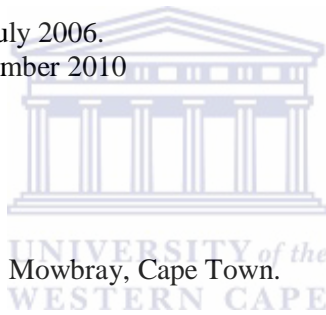 uly 2006.
mber 2010
UNIVERSITY of the
Mowbray, Cape Town.
WESTERN CAPE